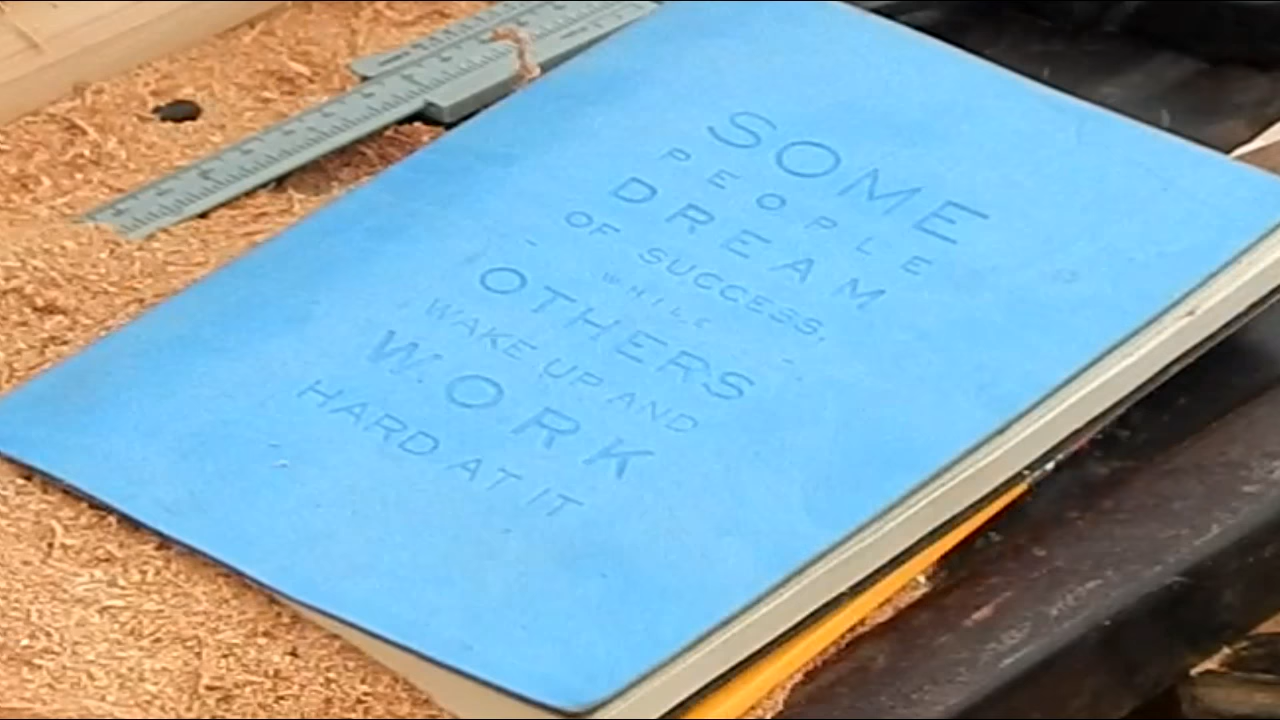 SOME
PEOPLE
DREAM
OF SUCCESS,
WHILE
OTHERS
WAKE UP AND
WORK
HARD AT IT